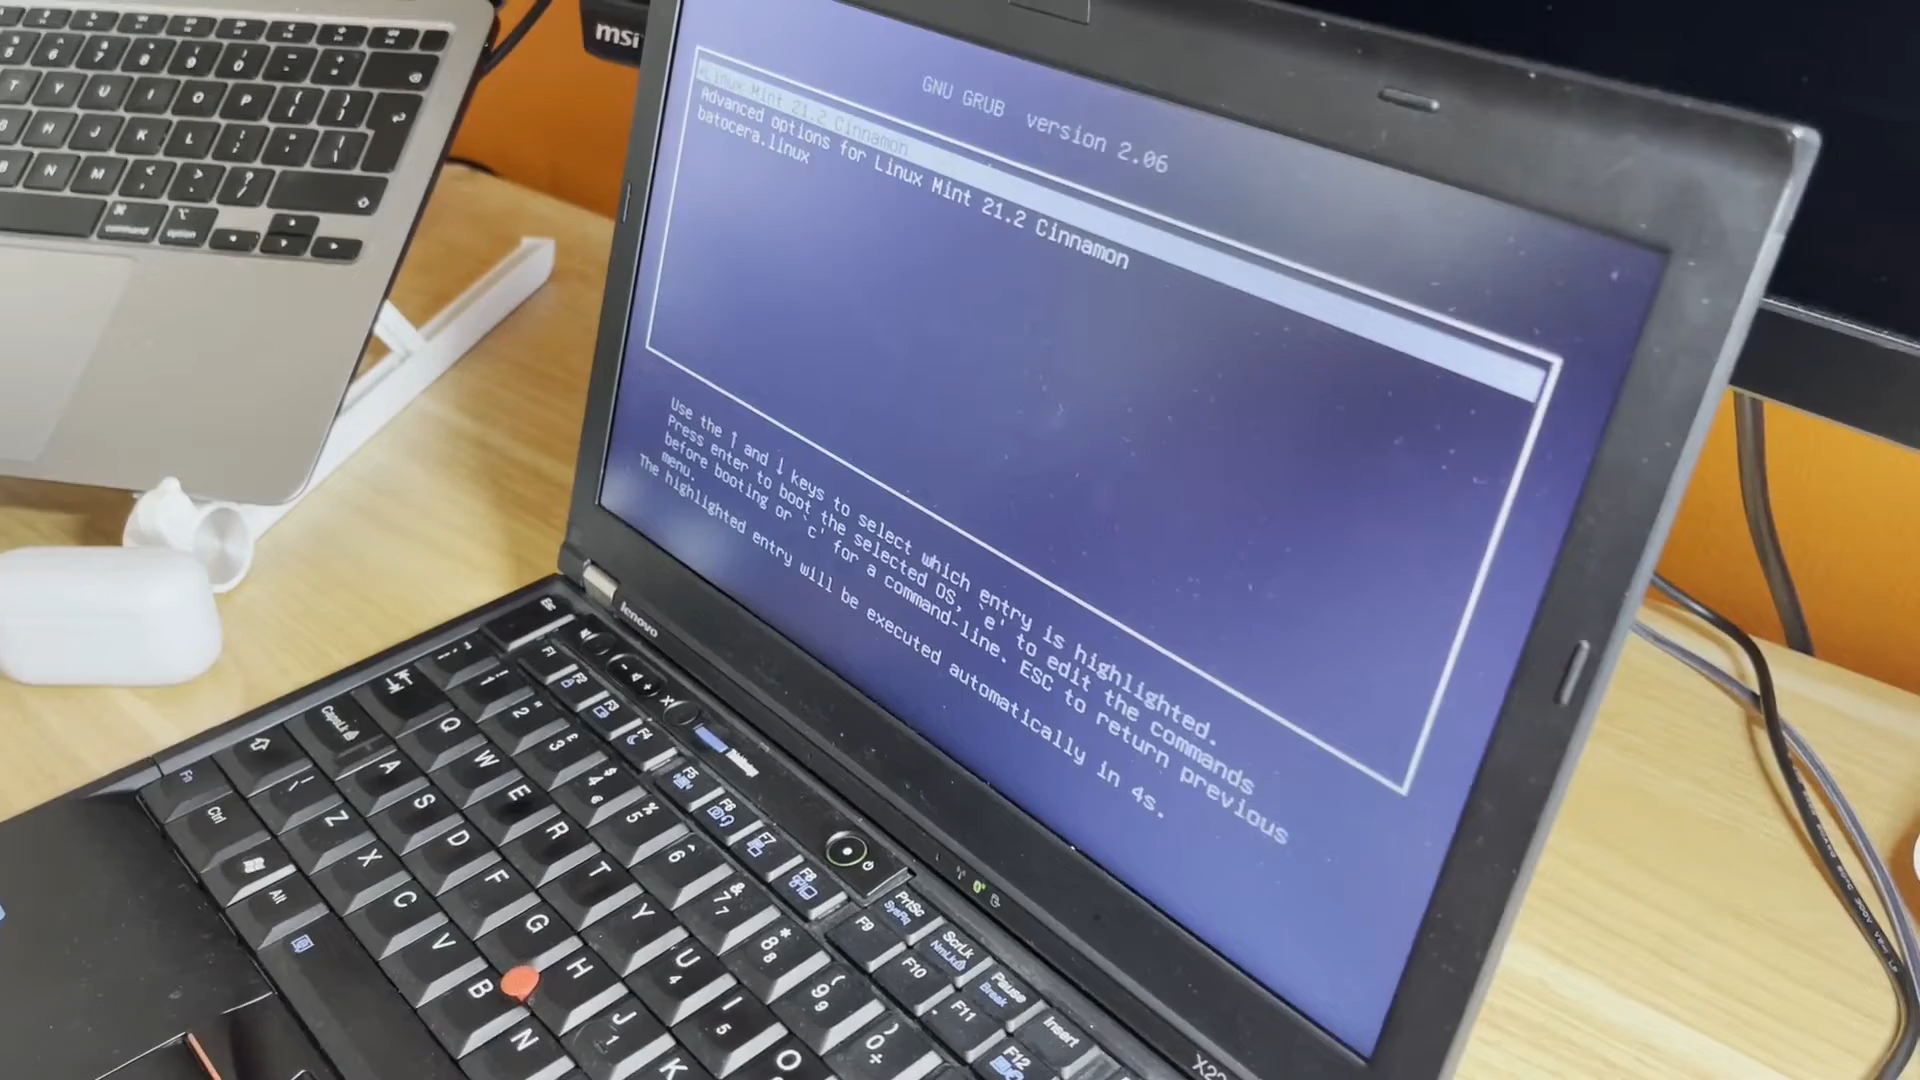 msi
GNU GRUB version 2.06
*Linux Mint 21.2 Cinnamon
Advanced options for Linux Mint 21.2 Cinnamon
batocera.linux
Use the ↑ and ↓ keys to select which entry is highlighted.
Press enter to boot the selected OS, `e' to edit the commands
before booting or `c' for a command-line. ESC to return previous
menu.
The highlighted entry will be executed automatically in 4s.
lenovo
command
option
T Y U I O P
H J K L
N M
Esc
F1 F2 F3 F4 F5 F6 F7 F8 F9 F10 F11 F12
PrtSc
SysRq
ScrLk
NmLk
Pause
Break
Insert
2 3 4 5 6 7 8 9 0
Q W E R T Y U I O
CapsLk
A S D F G H J K
Z X C V B N
Fn
Ctrl
Alt